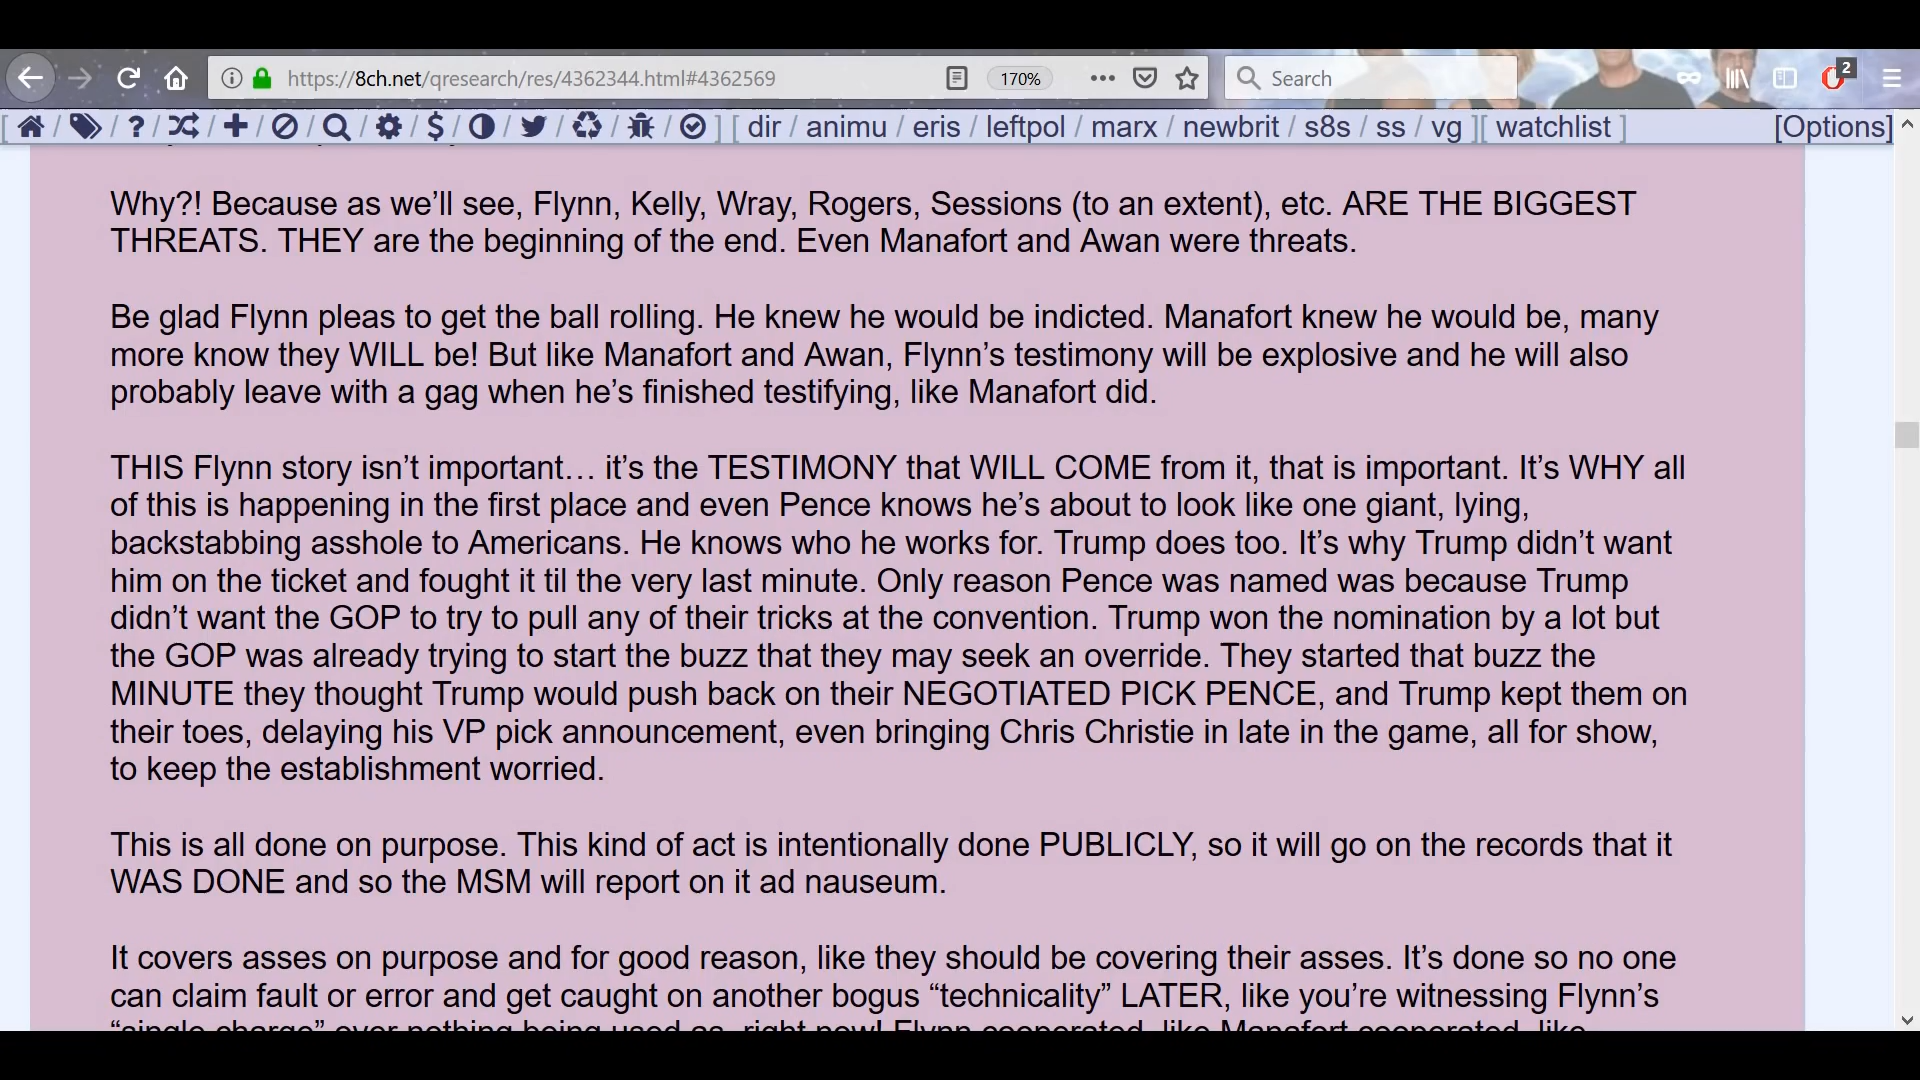 https://8ch.net/qresearch/res/4362344.html#4362569
170%
Search
2
[ / / ? / / + / / / / $ / / / / / ] [ dir / animu / eris / leftpol / marx / newbrit / s8s / ss / vg ][ watchlist ]
[Options]
Why?! Because as we’ll see, Flynn, Kelly, Wray, Rogers, Sessions (to an extent), etc. ARE THE BIGGEST
THREATS. THEY are the beginning of the end. Even Manafort and Awan were threats.
Be glad Flynn pleas to get the ball rolling. He knew he would be indicted. Manafort knew he would be, many
more know they WILL be! But like Manafort and Awan, Flynn’s testimony will be explosive and he will also
probably leave with a gag when he’s finished testifying, like Manafort did.
THIS Flynn story isn’t important… it’s the TESTIMONY that WILL COME from it, that is important. It’s WHY all
of this is happening in the first place and even Pence knows he’s about to look like one giant, lying,
backstabbing asshole to Americans. He knows who he works for. Trump does too. It’s why Trump didn’t want
him on the ticket and fought it til the very last minute. Only reason Pence was named was because Trump
didn’t want the GOP to try to pull any of their tricks at the convention. Trump won the nomination by a lot but
the GOP was already trying to start the buzz that they may seek an override. They started that buzz the
MINUTE they thought Trump would push back on their NEGOTIATED PICK PENCE, and Trump kept them on
their toes, delaying his VP pick announcement, even bringing Chris Christie in late in the game, all for show,
to keep the establishment worried.
This is all done on purpose. This kind of act is intentionally done PUBLICLY, so it will go on the records that it
WAS DONE and so the MSM will report on it ad nauseum.
It covers asses on purpose and for good reason, like they should be covering their asses. It’s done so no one
can claim fault or error and get caught on another bogus “technicality” LATER, like you’re witnessing Flynn’s
“single charge” over nothing being used as, right now! Flynn cooperated, like Manafort cooperated, like